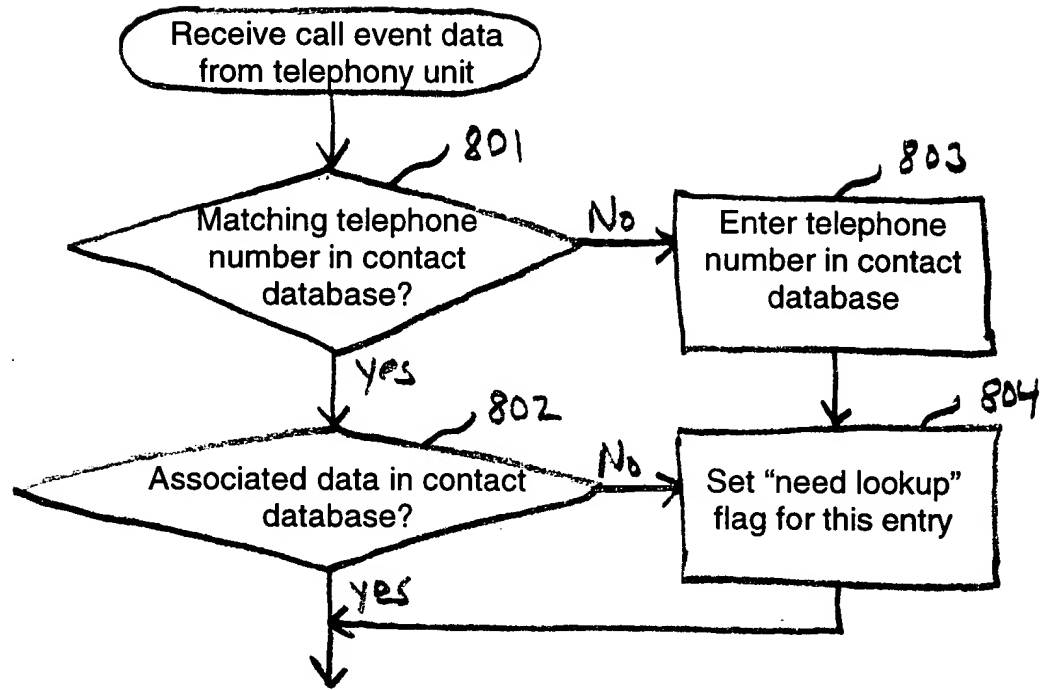 Receive call event data
from telephony unit
801
Matching telephone
number in contact
database?
No
803
Enter telephone
number in contact
database
yes
802
Associated data in contact
database?
No
804
Set “need lookup”
flag for this entry
yes